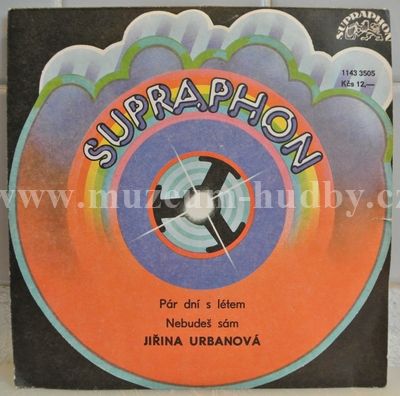 SUPRAPHON
1143 3505
Kčs 12,—
SUPRAPHON
www.muzeum-hudby.cz
Pár dní s létem
Nebudeš sám
JIŘINA URBANOVÁ